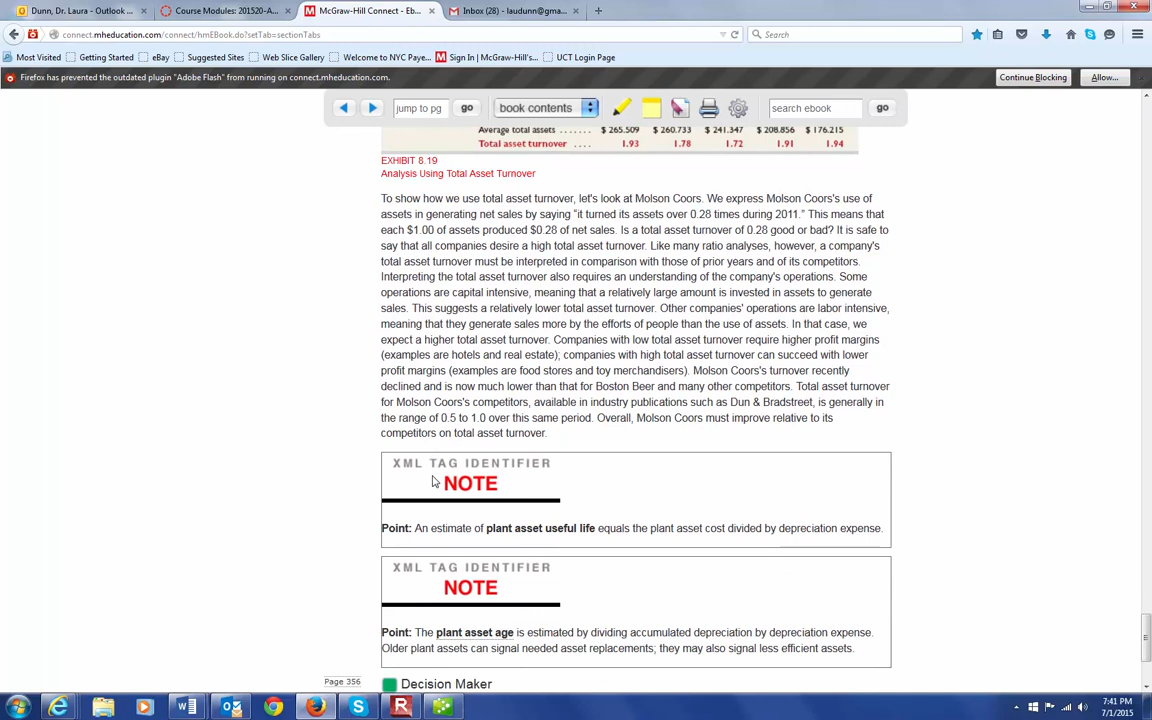 Dunn, Dr. Laura - Outlook ...
Course Modules: 201520-A...
McGraw-Hill Connect - Eb...
Inbox (28) - laudunn@gma...
connect.mheducation.com/connect/hmEBook.do?setTab=sectionTabs
Search
Most Visited
Getting Started
eBay
Suggested Sites
Web Slice Gallery
Welcome to NYC Paye...
Sign In | McGraw-Hill's...
UCT Login Page
Firefox has prevented the outdated plugin "Adobe Flash" from running on connect.mheducation.com.
Continue Blocking
Allow...
jump to pg
go
book contents
search ebook
go
Average total assets ....... $ 265.509 $ 260.733 $ 241.347 $ 208.856 $ 176.215
Total asset turnover .... 1.93 1.78 1.72 1.91 1.94
EXHIBIT 8.19
Analysis Using Total Asset Turnover
To show how we use total asset turnover, let's look at Molson Coors. We express Molson Coors's use of
assets in generating net sales by saying "it turned its assets over 0.28 times during 2011." This means that
each $1.00 of assets produced $0.28 of net sales. Is a total asset turnover of 0.28 good or bad? It is safe to
say that all companies desire a high total asset turnover. Like many ratio analyses, however, a company's
total asset turnover must be interpreted in comparison with those of prior years and of its competitors.
Interpreting the total asset turnover also requires an understanding of the company's operations. Some
operations are capital intensive, meaning that a relatively large amount is invested in assets to generate
sales. This suggests a relatively lower total asset turnover. Other companies' operations are labor intensive,
meaning that they generate sales more by the efforts of people than the use of assets. In that case, we
expect a higher total asset turnover. Companies with low total asset turnover require higher profit margins
(examples are hotels and real estate); companies with high total asset turnover can succeed with lower
profit margins (examples are food stores and toy merchandisers). Molson Coors's turnover recently
declined and is now much lower than that for Boston Beer and many other competitors. Total asset turnover
for Molson Coors's competitors, available in industry publications such as Dun & Bradstreet, is generally in
the range of 0.5 to 1.0 over this same period. Overall, Molson Coors must improve relative to its
competitors on total asset turnover.
XML TAG IDENTIFIER
NOTE
Point: An estimate of plant asset useful life equals the plant asset cost divided by depreciation expense.
XML TAG IDENTIFIER
NOTE
Point: The plant asset age is estimated by dividing accumulated depreciation by depreciation expense.
Older plant assets can signal needed asset replacements; they may also signal less efficient assets.
Page 356
Decision Maker
7:41 PM
7/1/2015